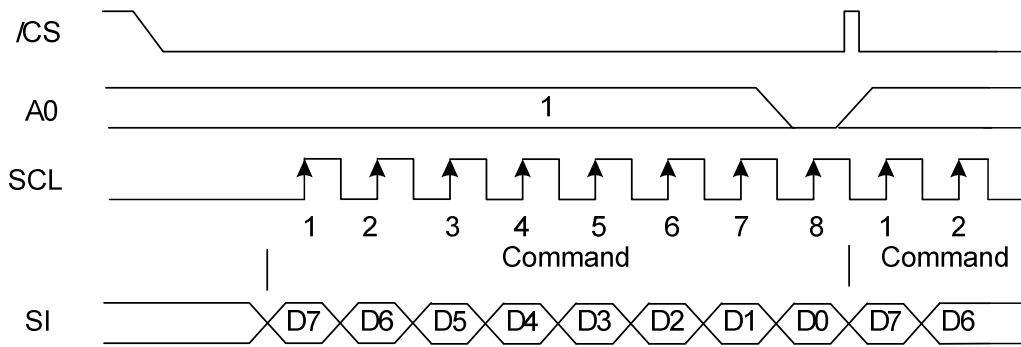 /CS
A0 1
SCL
1 2 3 4 5 6 7 8 1 2
Command Command
SI D7 D6 D5 D4 D3 D2 D1 D0 D7 D6